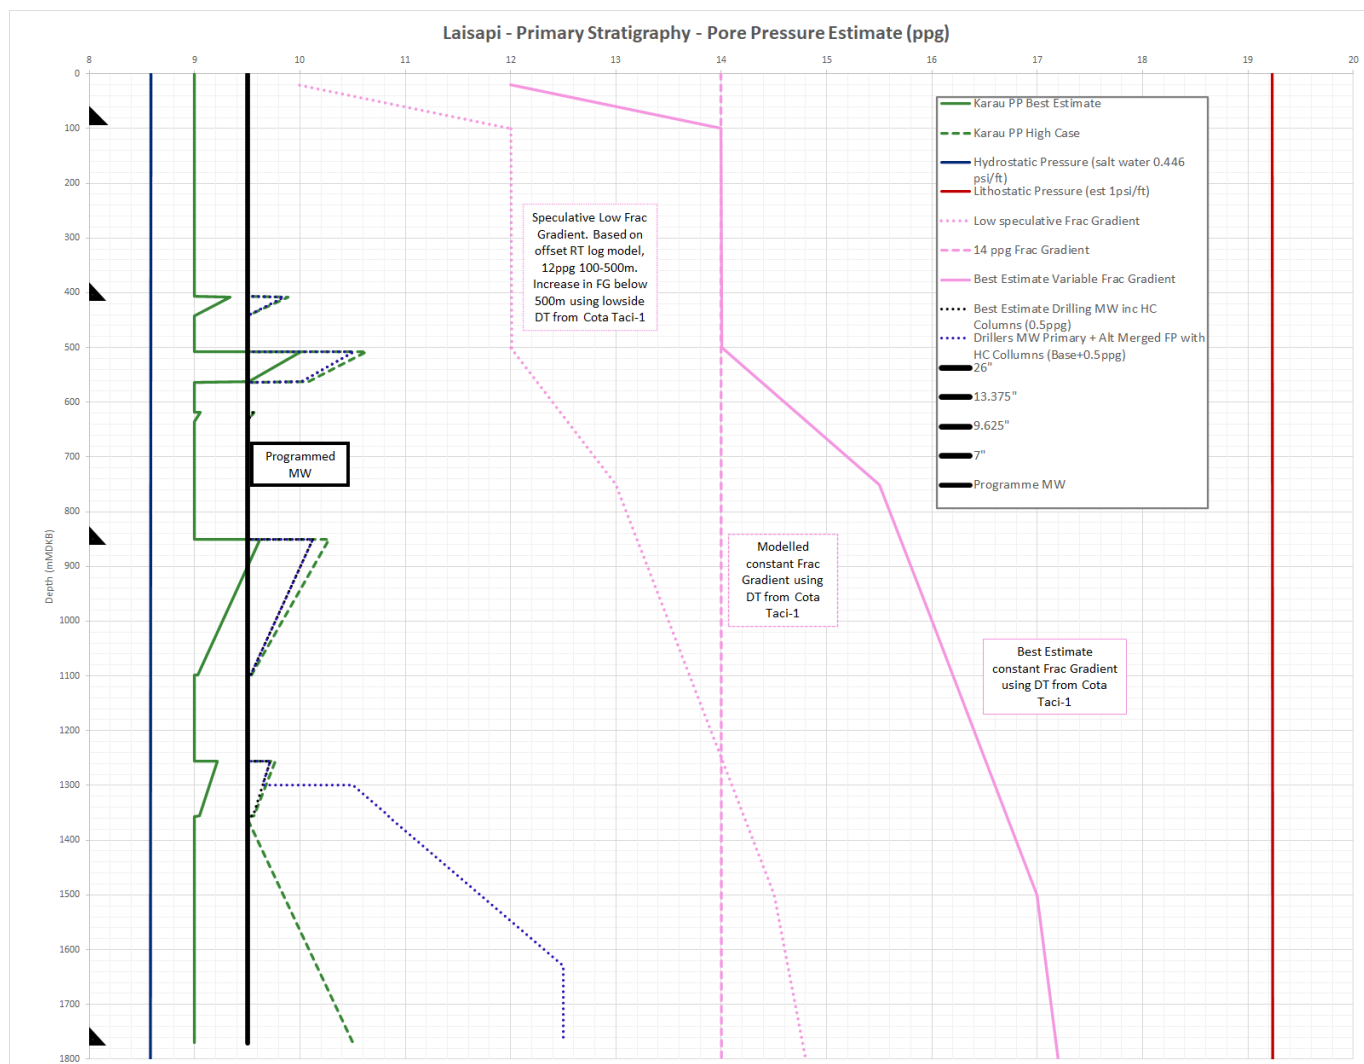 Laisapi - Primary Stratigraphy - Pore Pressure Estimate (ppg)
8 9 10 11 12 13 14 15 16 17 18 19 20
0
100
200
300
400
500
600
700
800
900
1000
1100
1200
1300
1400
1500
1600
1700
1800
Depth (mMDKB)
Karau PP Best Estimate
Karau PP High Case
Hydrostatic Pressure (salt water 0.446
psi/ft)
Lithostatic Pressure (est 1psi/ft)
Low speculative Frac Gradient
14 ppg Frac Gradient
Best Estimate Variable Frac Gradient
Best Estimate Drilling MW inc HC
Columns (0.5ppg)
Drillers MW Primary + Alt Merged FP with
HC Collumns (Base+0.5ppg)
26"
13.375"
9.625"
7"
Programme MW
Speculative Low Frac
Gradient. Based on
offset RT log model,
12ppg 100-500m.
Increase in FG below
500m using lowside
DT from Cota Taci-1
Programmed
MW
Modelled
constant Frac
Gradient using
DT from Cota
Taci-1
Best Estimate
constant Frac Gradient
using DT from Cota
Taci-1